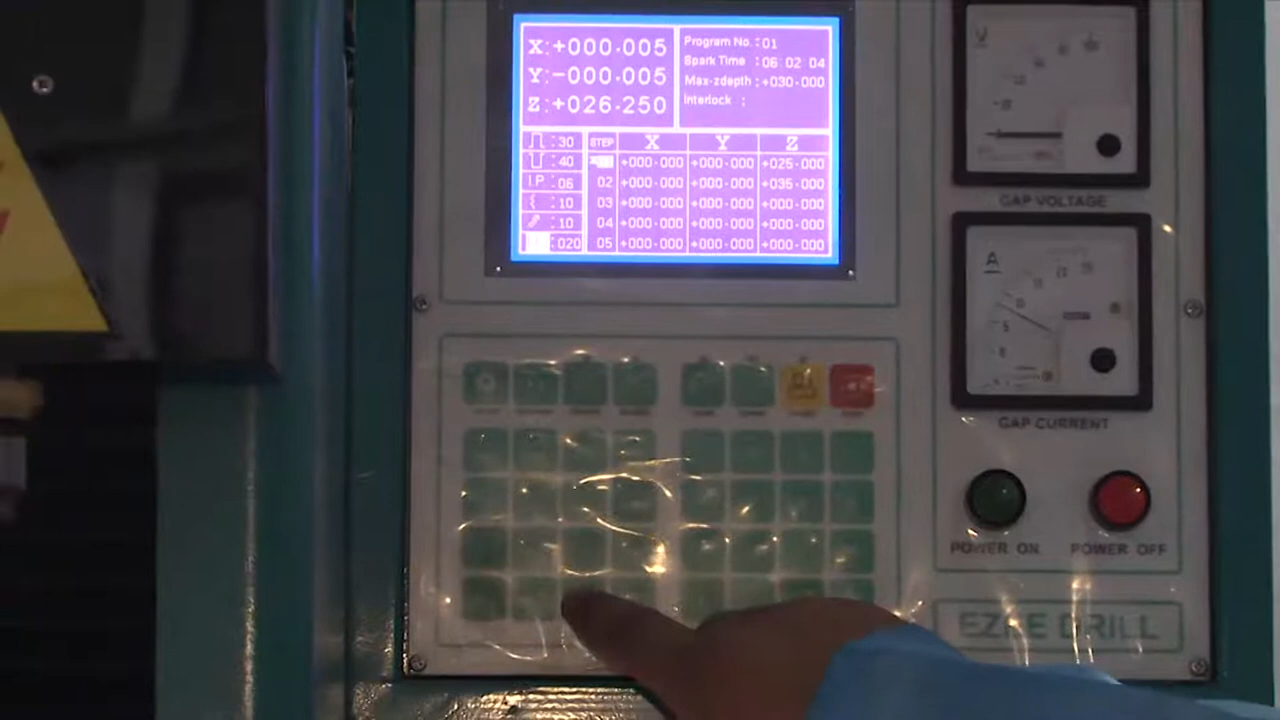 X:+000.005
Y:-000.005
Z:+026.250
Program No. :01
Spark Time :06 02 04
Max-zdepth :+030.000
Interlock :
:30 STEP X Y Z
:40 +000.000 +000.000 +025.000
I.P :06 02 +000.000 +000.000 +035.000
:10 03 +000.000 +000.000 +000.000
:10 04 +000.000 +000.000 +000.000
:020 05 +000.000 +000.000 +000.000
V
GAP VOLTAGE
A
5
GAP CURRENT
POWER ON
POWER OFF
EZEE DRILL